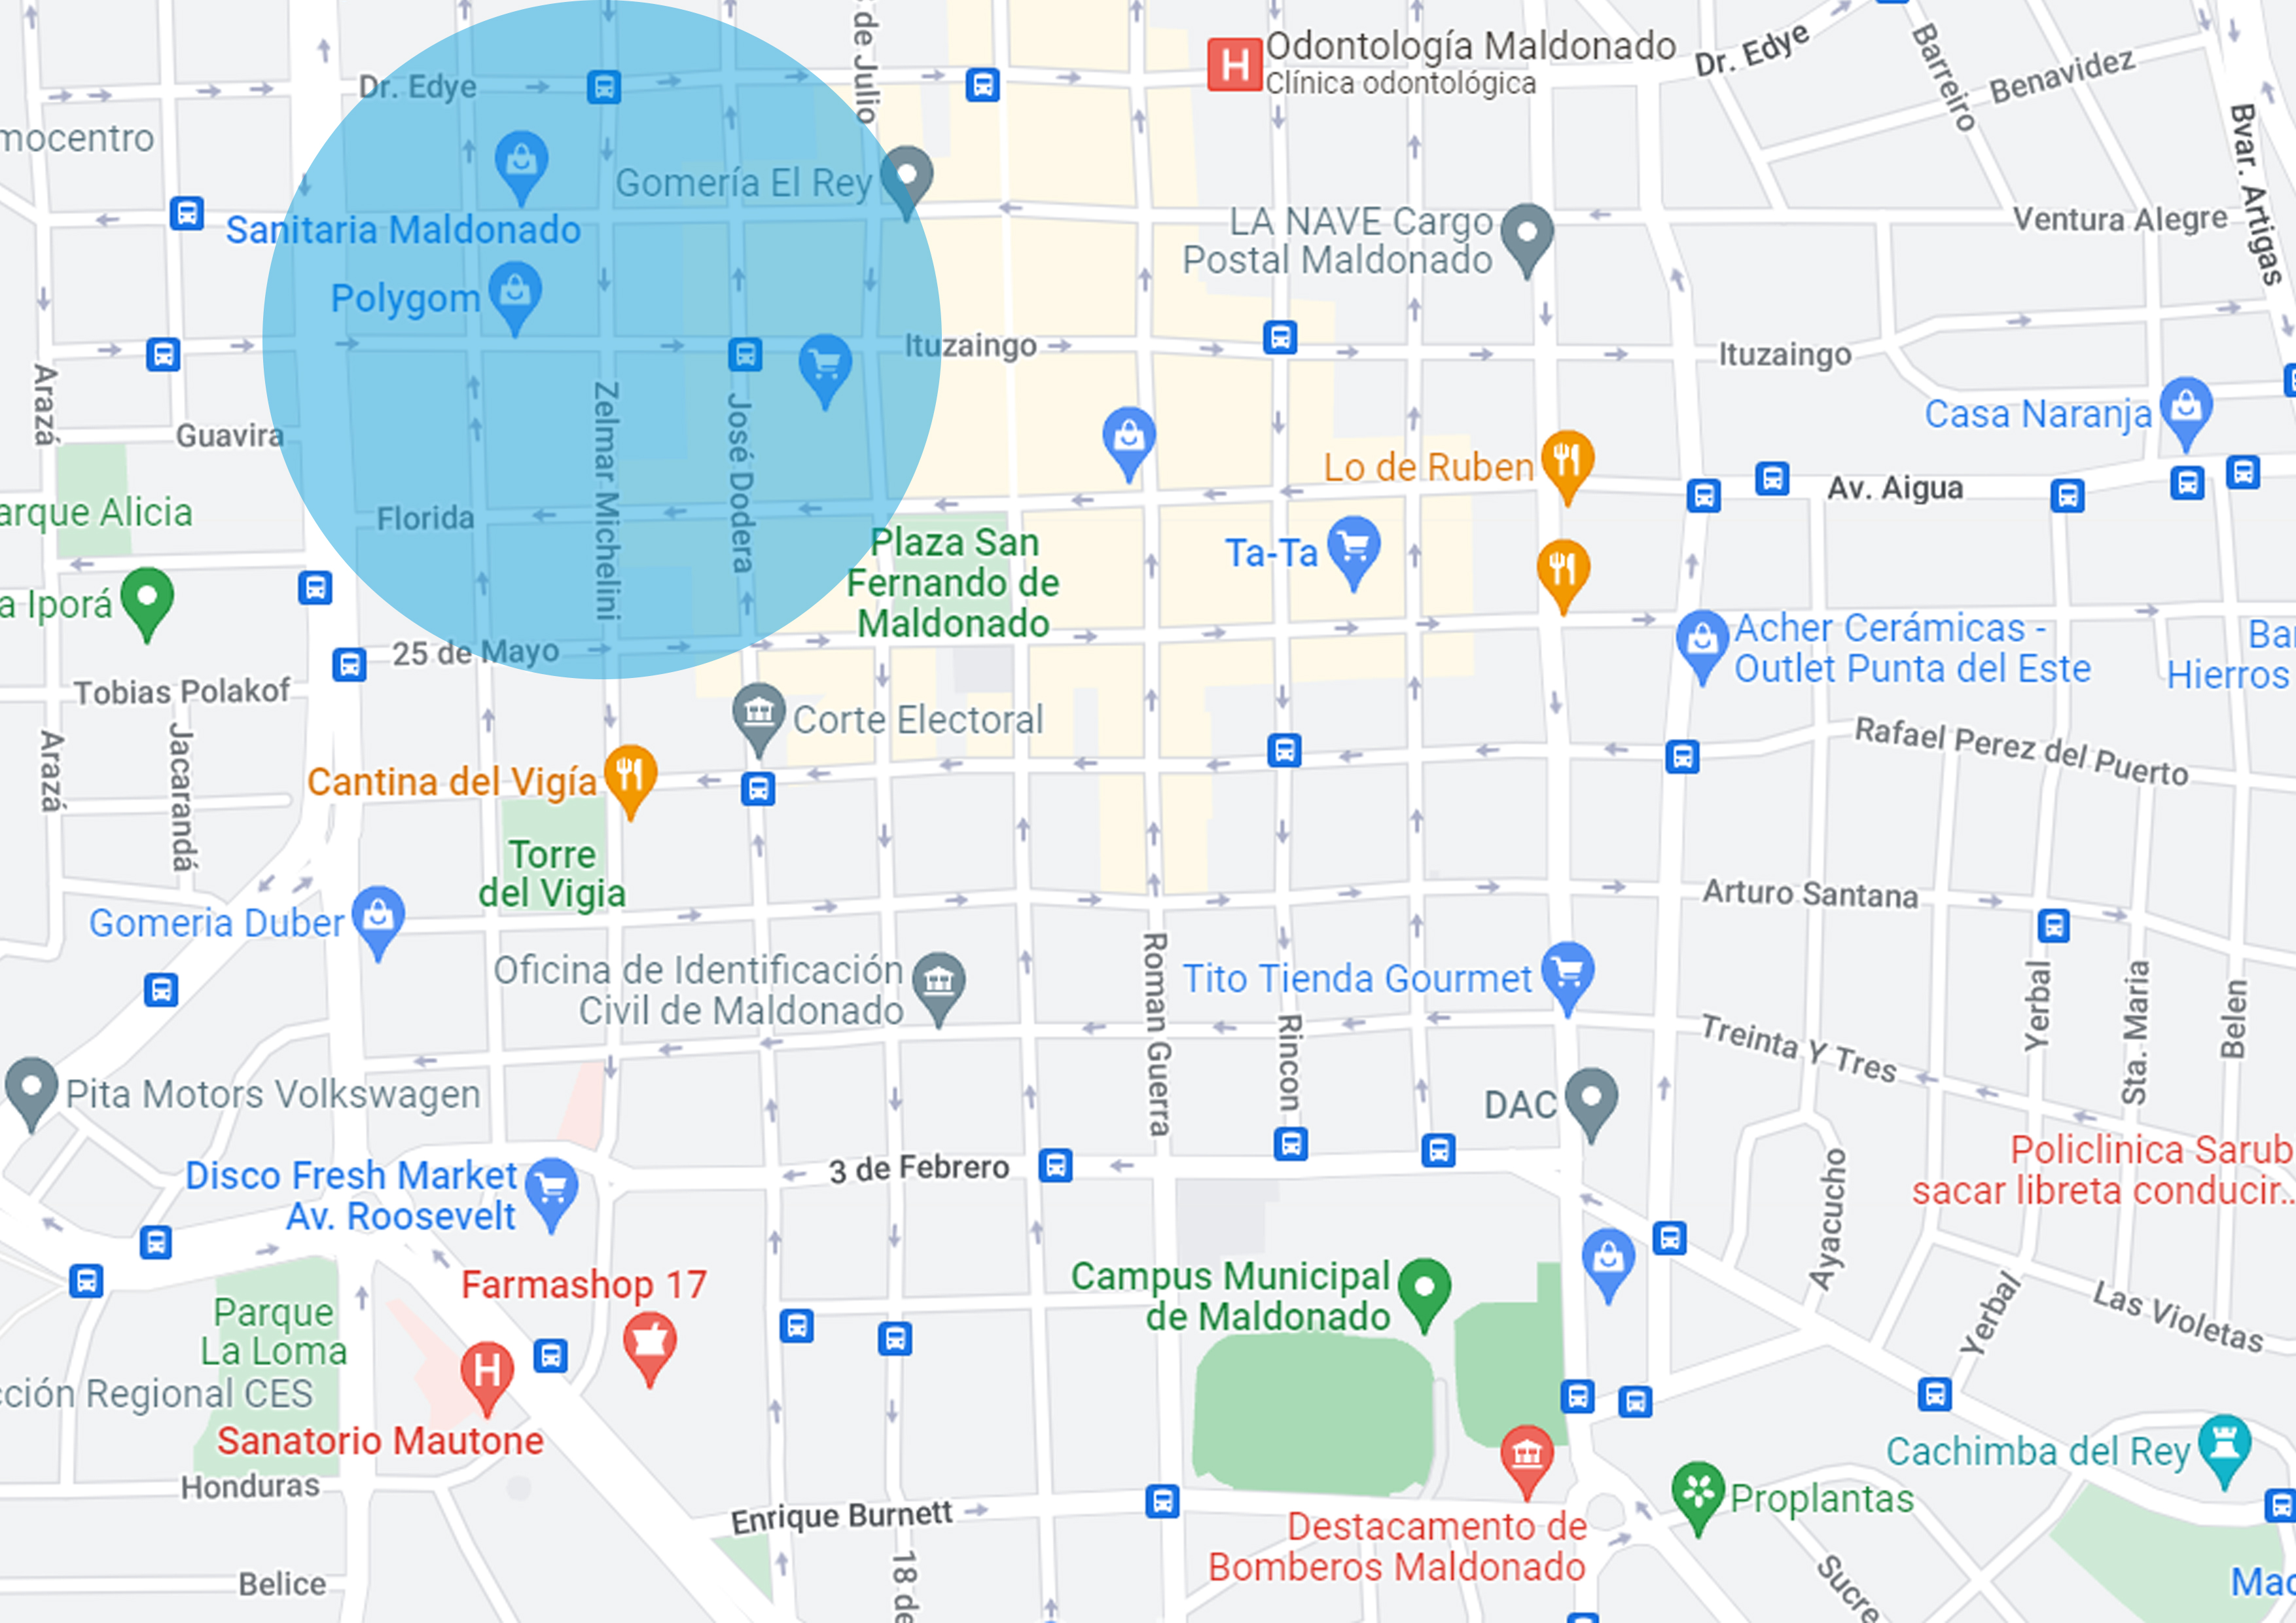 de Julio
Odontología Maldonado
Clínica odontológica
Dr. Edye
Dr. Edye
Barreiro
Benavidez
Bvar. Artigas
mocentro
Gomería El Rey
Sanitaria Maldonado
LA NAVE Cargo
Postal Maldonado
Ventura Alegre
Polygom
Ituzaingo
Ituzaingo
Arazá
Guavira
Zelmar Michelini
José Dodera
Casa Naranja
Lo de Ruben
Av. Aigua
arque Alicia
Florida
Plaza San
Fernando de
Maldonado
Ta-Ta
a Iporá
25 de Mayo
Acher Cerámicas -
Outlet Punta del Este
Ba
Hierros
Tobias Polakof
Corte Electoral
Arazá
Jacarandá
Rafael Perez del Puerto
Cantina del Vigía
Torre
del Vigia
Gomeria Duber
Arturo Santana
Oficina de Identificación
Civil de Maldonado
Roman Guerra
Rincon
Tito Tienda Gourmet
Yerbal
Sta. Maria
Belen
Treinta Y Tres
Pita Motors Volkswagen
DAC
Disco Fresh Market
Av. Roosevelt
3 de Febrero
Ayacucho
Policlinica Sarub
sacar libreta conducir...
Farmashop 17
Campus Municipal
de Maldonado
Yerbal
Las Violetas
Parque
La Loma
cción Regional CES
Sanatorio Mautone
Honduras
Cachimba del Rey
Enrique Burnett
Proplantas
Destacamento de
Bomberos Maldonado
18 de
Belice
Sucre
Mac